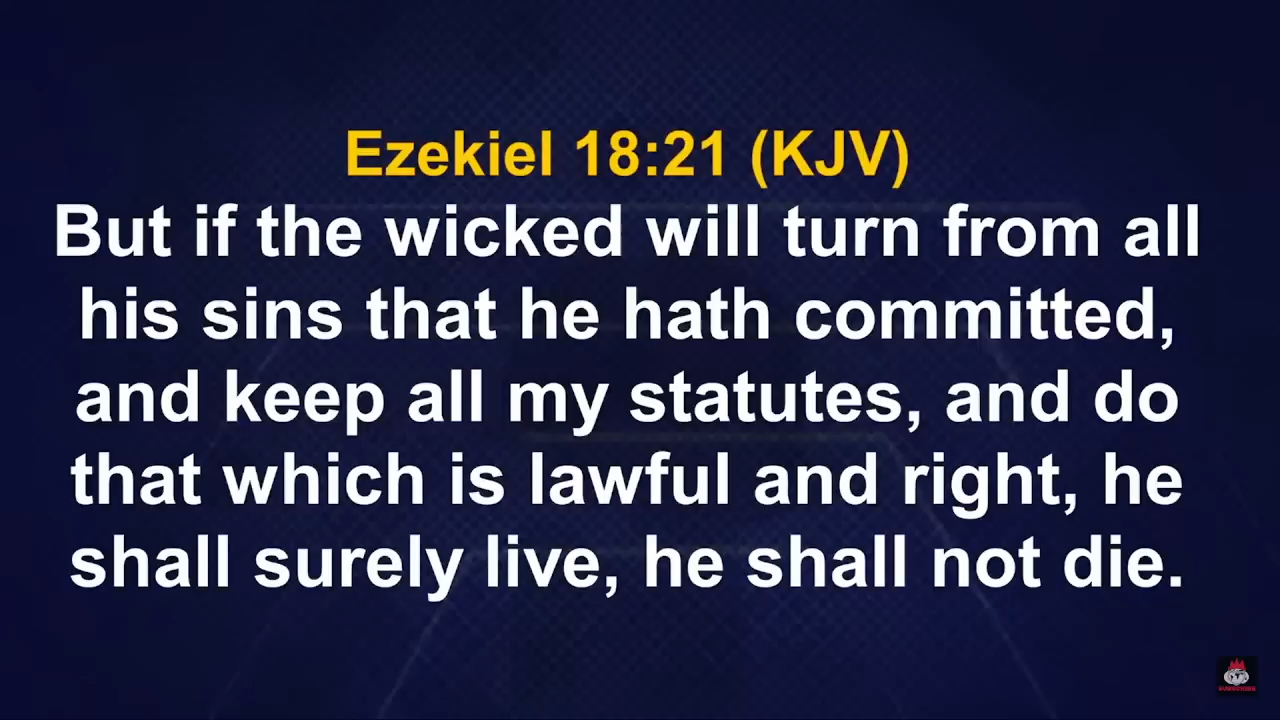 Ezekiel 18:21 (KJV)
But if the wicked will turn from all
his sins that he hath committed,
and keep all my statutes, and do
that which is lawful and right, he
shall surely live, he shall not die.